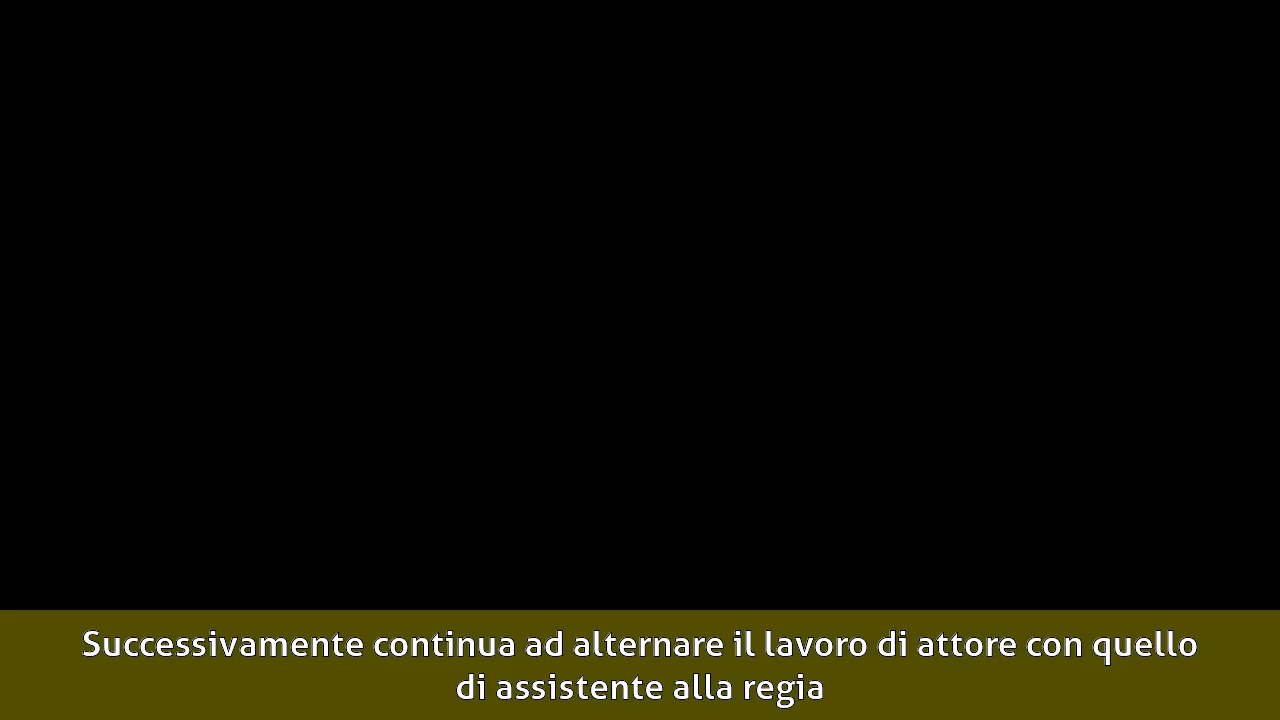 Successivamente continua ad alternare il lavoro di attore con quello
di assistente alla regia